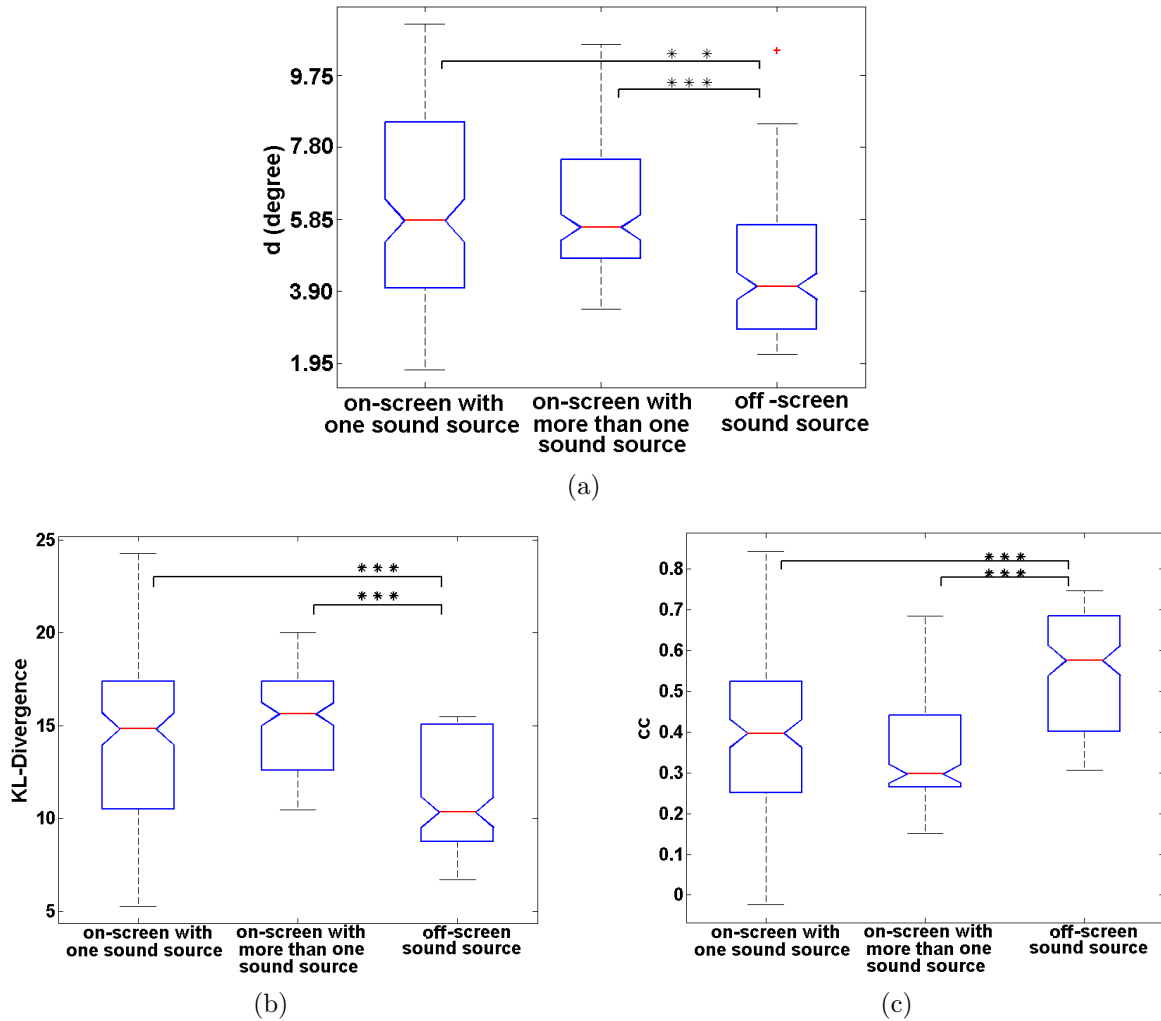 * *
9.75
* * *
7.80
d (degree)
5.85
3.90
1.95
on-screen with
one sound source
on-screen with
more than one
sound source
off -screen
sound source
(a)
25
* * *
* * *
20
KL-Divergence
15
10
5
on-screen with
one sound source
on-screen with
more than one
sound source
off-screen
sound source
(b)
* * *
0.8
* * *
0.7
0.6
0.5
cc
0.4
0.3
0.2
0.1
0
on-screen with
one sound source
on-screen with
more than one
sound source
off-screen
sound source
(c)